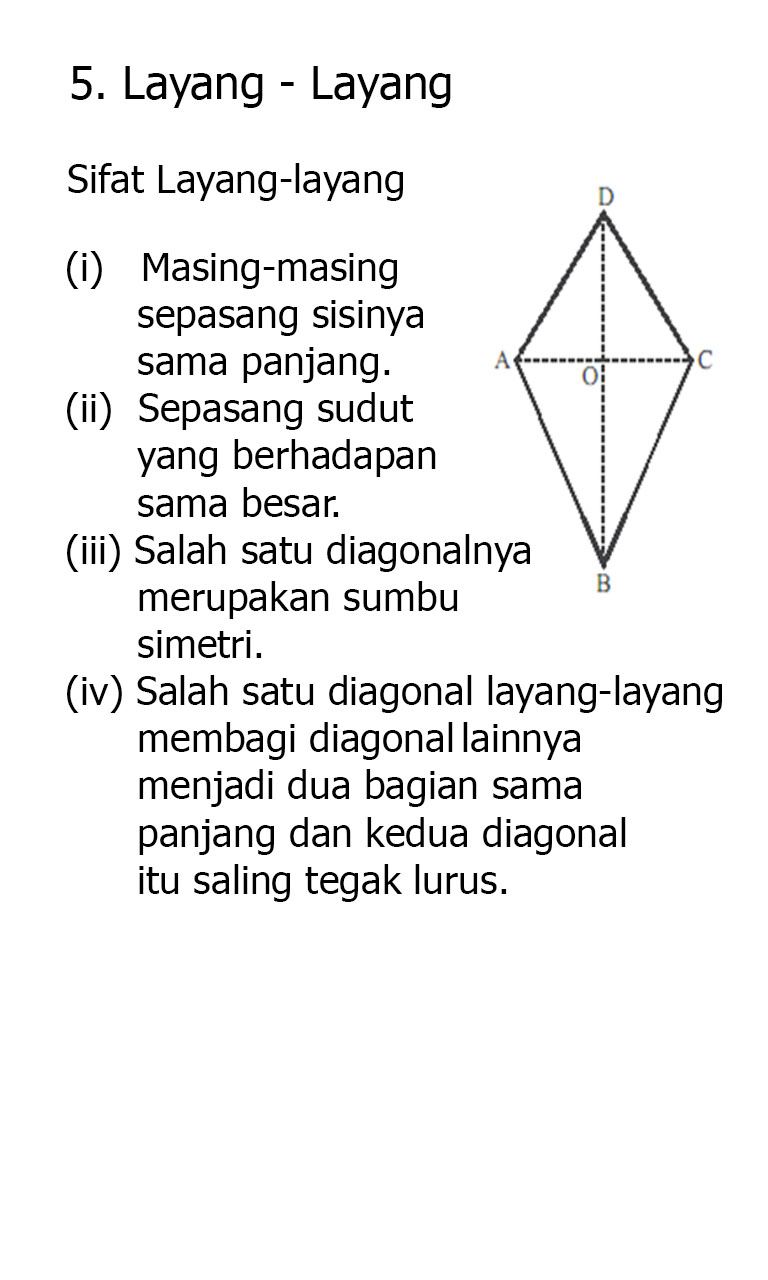 5. Layang - Layang
Sifat Layang-layang
(i) Masing-masing
sepasang sisinya
sama panjang.
(ii) Sepasang sudut
yang berhadapan
sama besar.
(iii) Salah satu diagonalnya
merupakan sumbu
simetri.
(iv) Salah satu diagonal layang-layang
membagi diagonal lainnya
menjadi dua bagian sama
panjang dan kedua diagonal
itu saling tegak lurus.
D
A
C
O
B